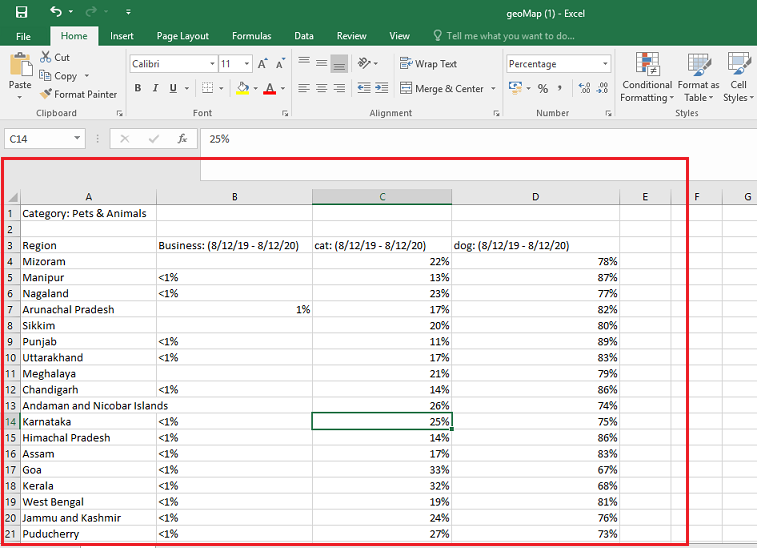 geoMap (1) - Excel
File Home Insert Page Layout Formulas Data Review View Tell me what you want to do...
Paste
Cut
Copy
Format Painter
Clipboard
Calibri 11 A A
B I U A
Font
Wrap Text
Merge & Center
Alignment
Percentage
% , .0 .00 .00 .0
Number
Conditional Formatting
Format as Table
Cell Styles
Styles
C14 fx 25%
A B C D E F G
1 Category: Pets & Animals
2
3 Region Business: (8/12/19 - 8/12/20) cat: (8/12/19 - 8/12/20) dog: (8/12/19 - 8/12/20)
4 Mizoram 22% 78%
5 Manipur <1% 13% 87%
6 Nagaland <1% 23% 77%
7 Arunachal Pradesh 1% 17% 82%
8 Sikkim 20% 80%
9 Punjab <1% 11% 89%
10 Uttarakhand <1% 17% 83%
11 Meghalaya 21% 79%
12 Chandigarh <1% 14% 86%
13 Andaman and Nicobar Islands 26% 74%
14 Karnataka <1% 25% 75%
15 Himachal Pradesh <1% 14% 86%
16 Assam <1% 17% 83%
17 Goa <1% 33% 67%
18 Kerala <1% 32% 68%
19 West Bengal <1% 19% 81%
20 Jammu and Kashmir <1% 24% 76%
21 Puducherry <1% 27% 73%